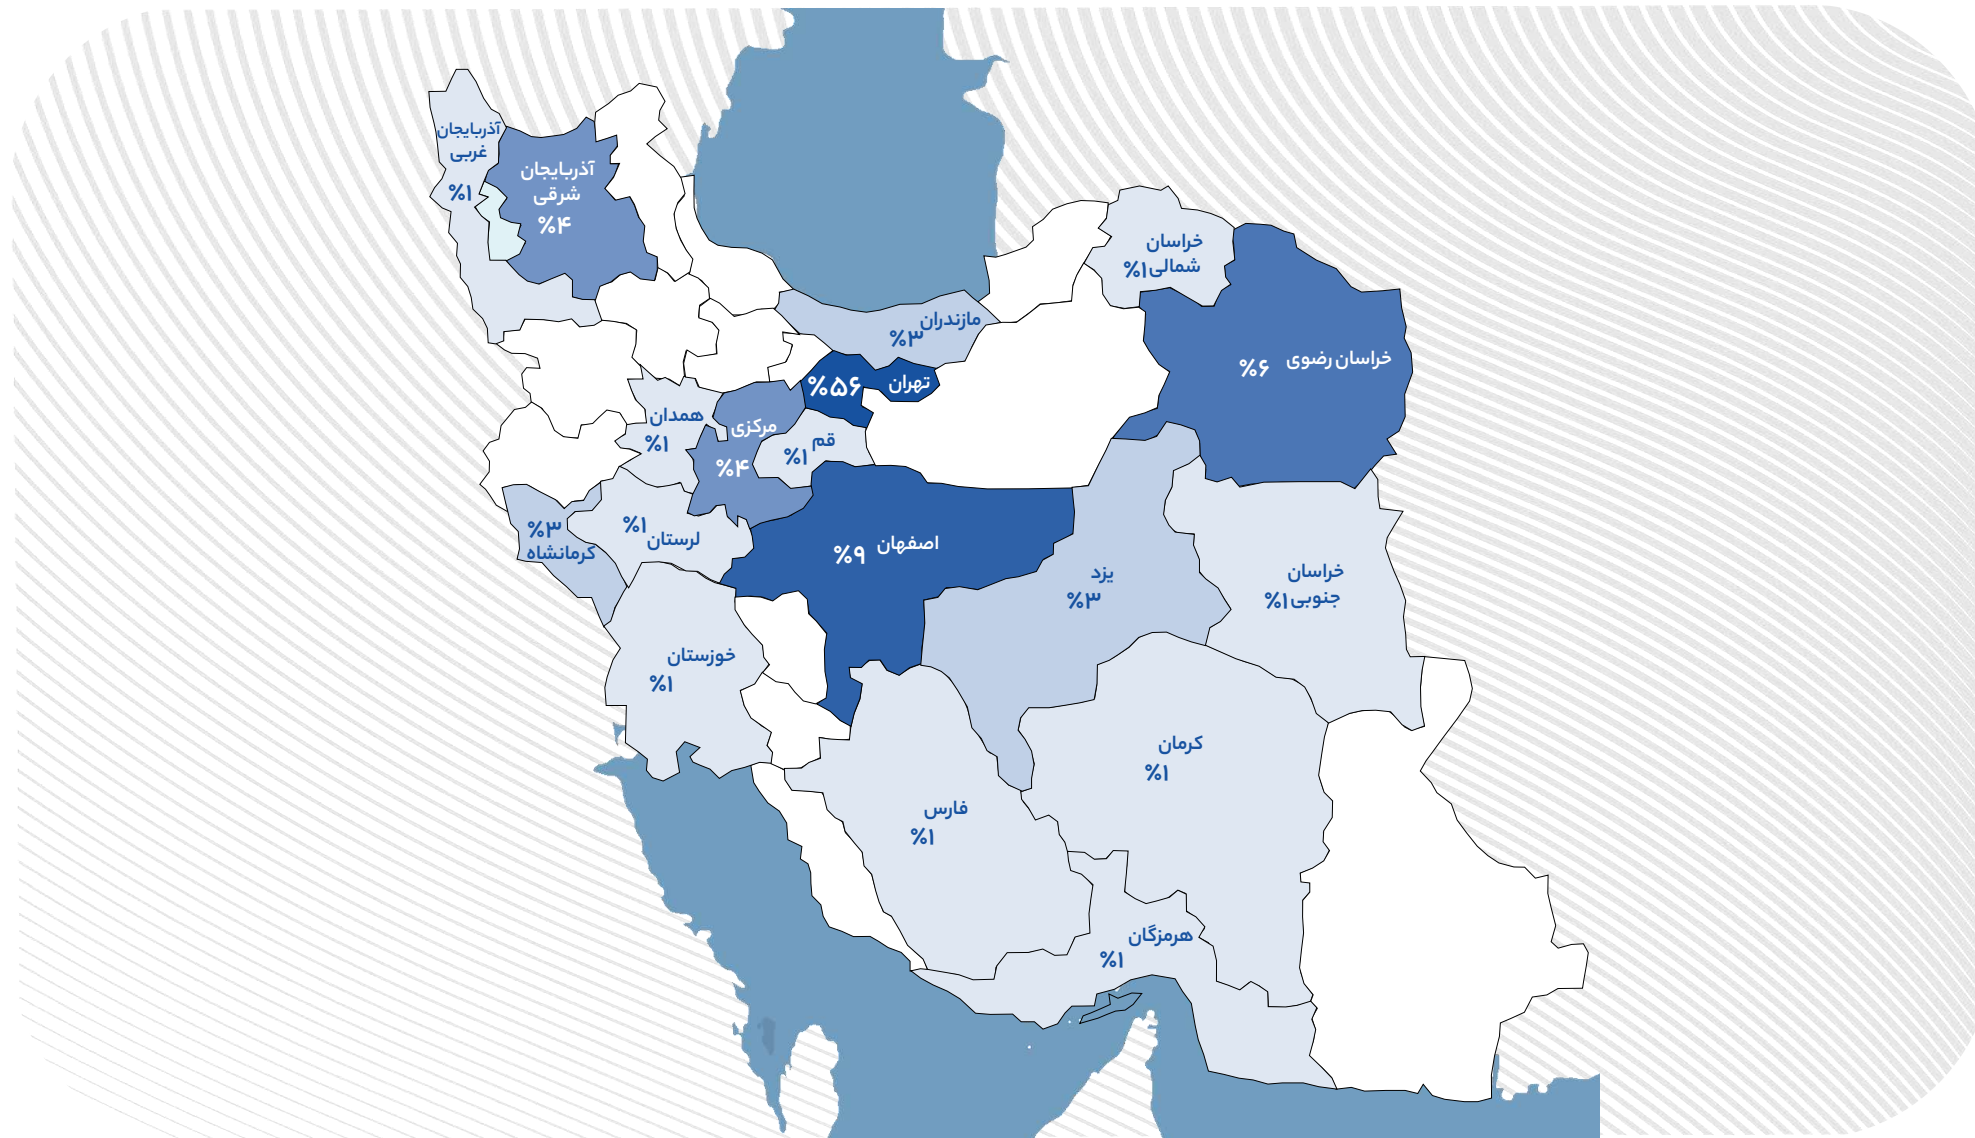 آذربایجان
غربی
%۱
آذربایجان
شرقی
%۴
خراسان
شمالی %۱
مازندران
%۳
خراسان رضوی %۶
تهران %۵۶
همدان
%۱
مرکزی
%۴
قم
%۱
%۳
کرمانشاه
%۱
لرستان
اصفهان %۹
یزد
%۳
خراسان
جنوبی %۱
خوزستان
%۱
کرمان
%۱
فارس
%۱
هرمزگان
%۱